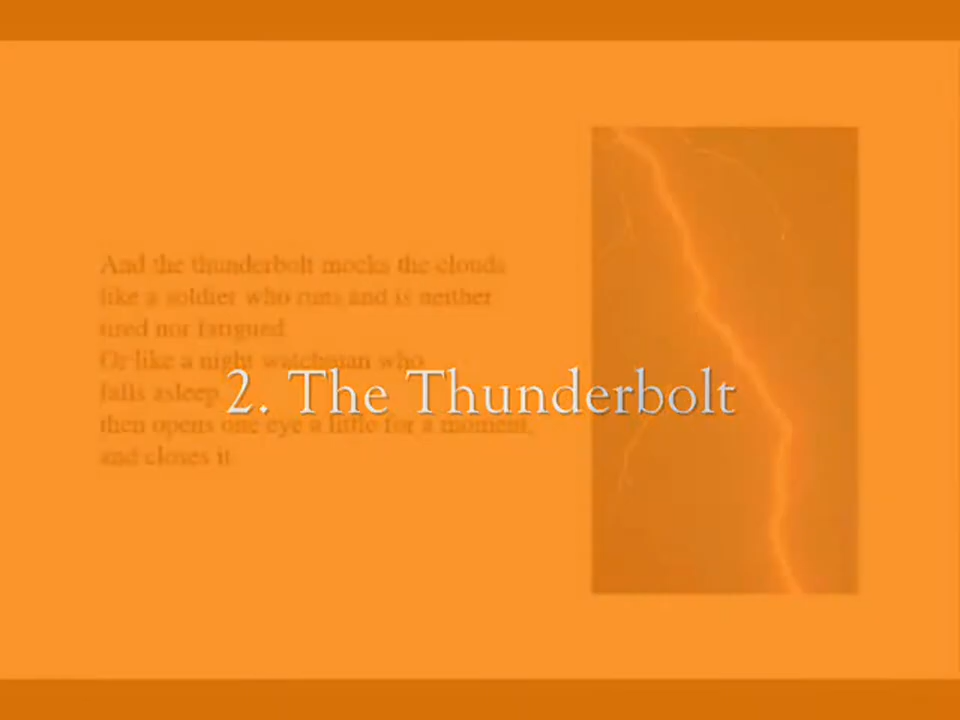 And the thunderbolt mocks the clouds
like a soldier who runs and is neither
tired nor fatigued
Or like a night watchman who
falls asleep
2. The Thunderbolt
then opens one eye a little for a moment,
and closes it